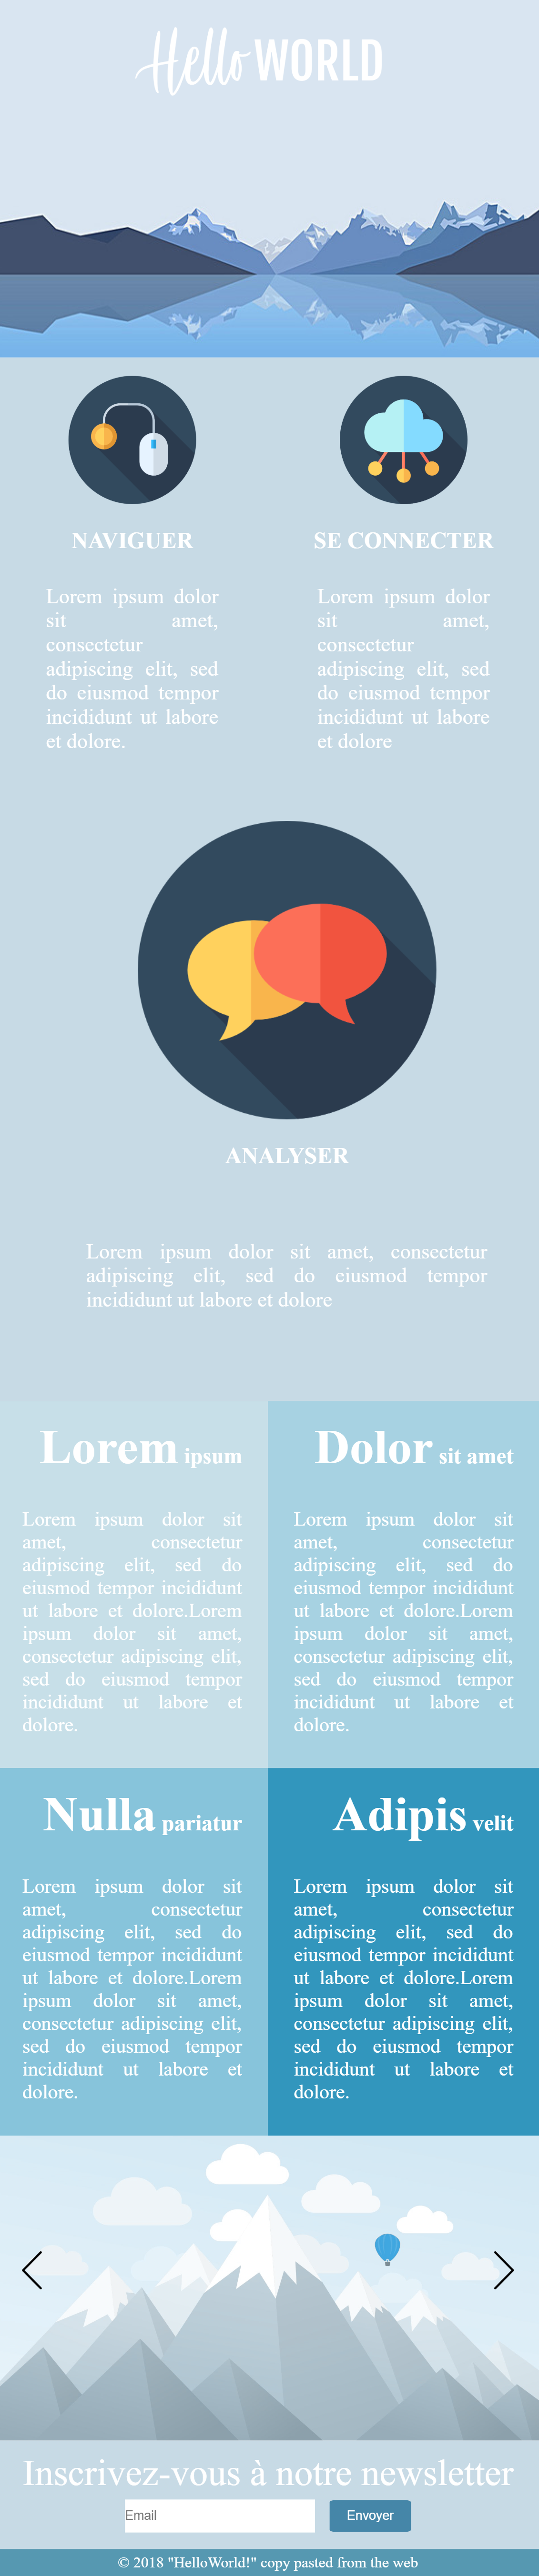 Hello WORLD
NAVIGUER
Lorem ipsum dolor
sit amet,
consectetur
adipiscing elit, sed
do eiusmod tempor
incididunt ut labore
et dolore.
SE CONNECTER
Lorem ipsum dolor
sit amet,
consectetur
adipiscing elit, sed
do eiusmod tempor
incididunt ut labore
et dolore
ANALYSER
Lorem ipsum dolor sit amet, consectetur
adipiscing elit, sed do eiusmod tempor
incididunt ut labore et dolore
Lorem ipsum
Lorem ipsum dolor sit
amet, consectetur
adipiscing elit, sed do
eiusmod tempor incididunt
ut labore et dolore.Lorem
ipsum dolor sit amet,
consectetur adipiscing elit,
sed do eiusmod tempor
incididunt ut labore et
dolore.
Dolor sit amet
Lorem ipsum dolor sit
amet, consectetur
adipiscing elit, sed do
eiusmod tempor incididunt
ut labore et dolore.Lorem
ipsum dolor sit amet,
consectetur adipiscing elit,
sed do eiusmod tempor
incididunt ut labore et
dolore.
Nulla pariatur
Lorem ipsum dolor sit
amet, consectetur
adipiscing elit, sed do
eiusmod tempor incididunt
ut labore et dolore.Lorem
ipsum dolor sit amet,
consectetur adipiscing elit,
sed do eiusmod tempor
incididunt ut labore et
dolore.
Adipis velit
Lorem ipsum dolor sit
amet, consectetur
adipiscing elit, sed do
eiusmod tempor incididunt
ut labore et dolore.Lorem
ipsum dolor sit amet,
consectetur adipiscing elit,
sed do eiusmod tempor
incididunt ut labore et
dolore.
Inscrivez-vous à notre newsletter
Email Envoyer
© 2018 "HelloWorld!" copy pasted from the web